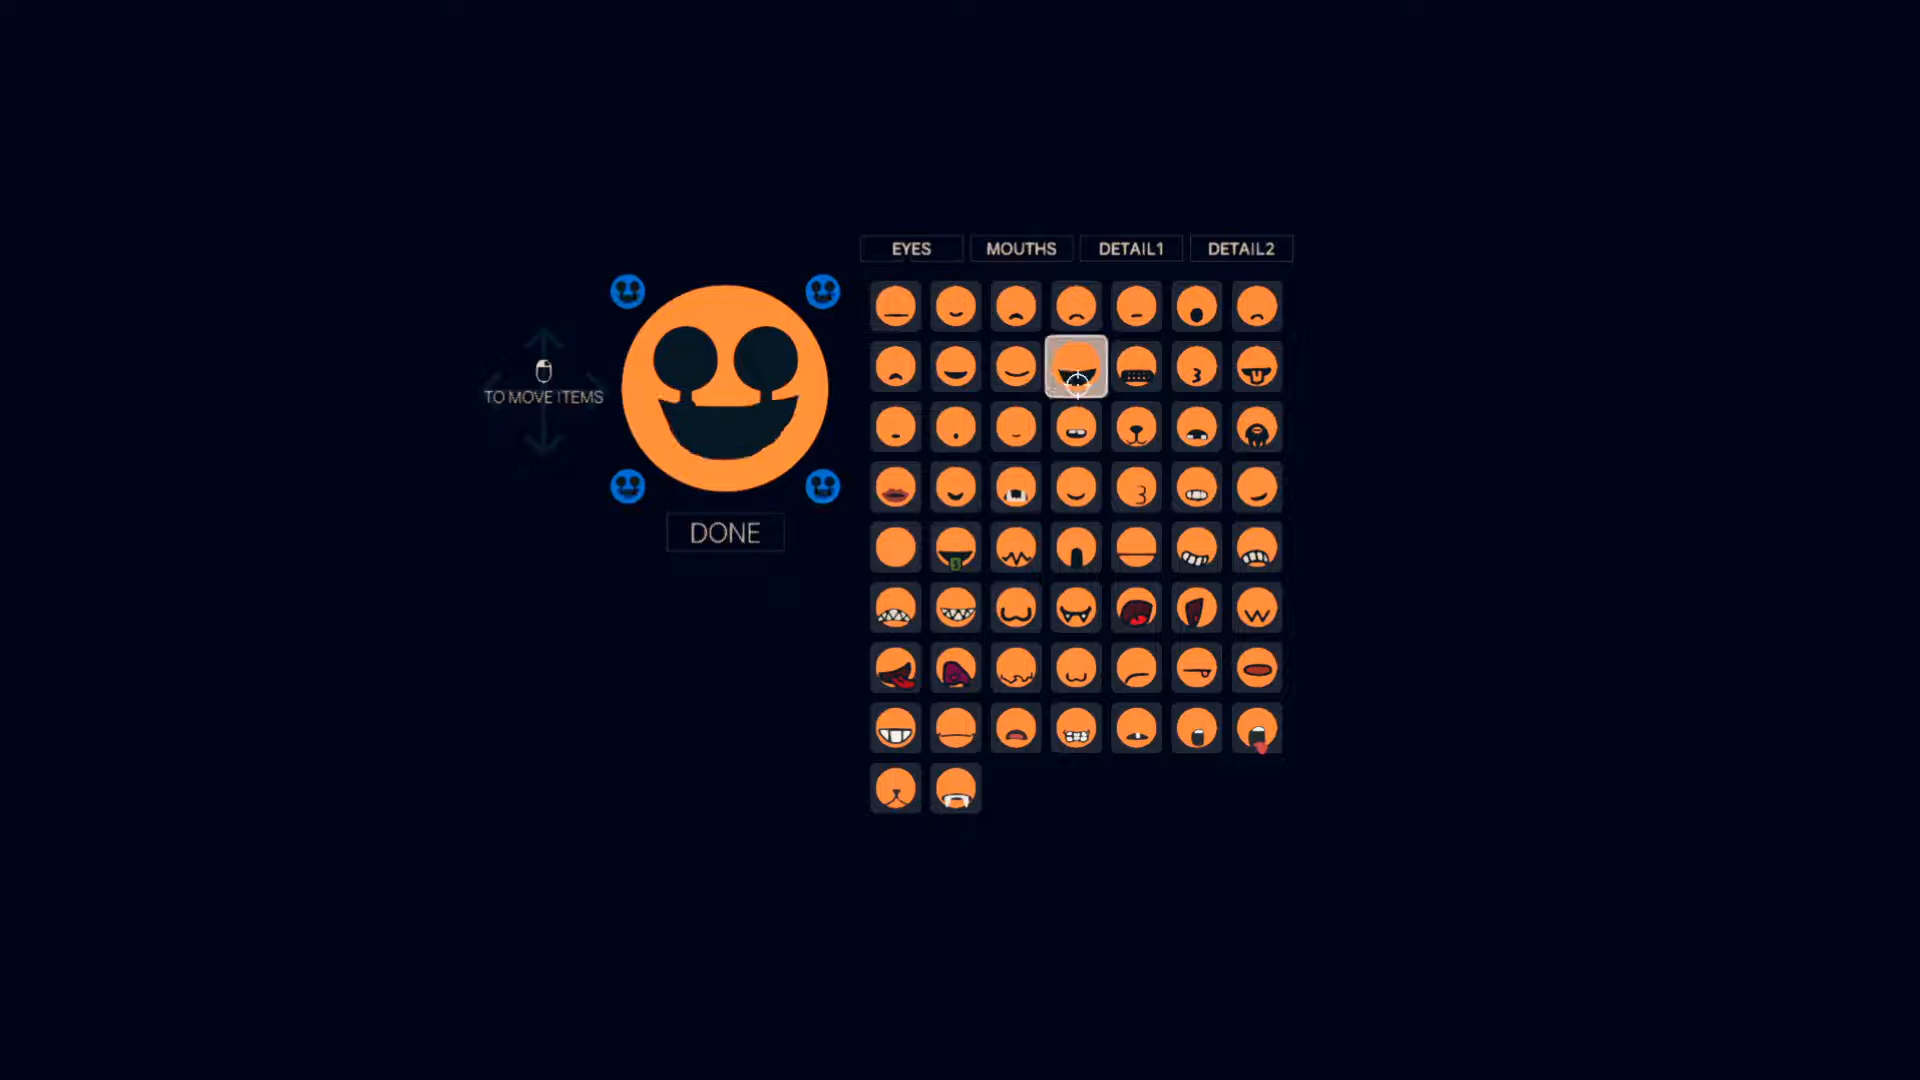 EYES
MOUTHS
DETAIL1
DETAIL2
TO MOVE ITEMS
DONE